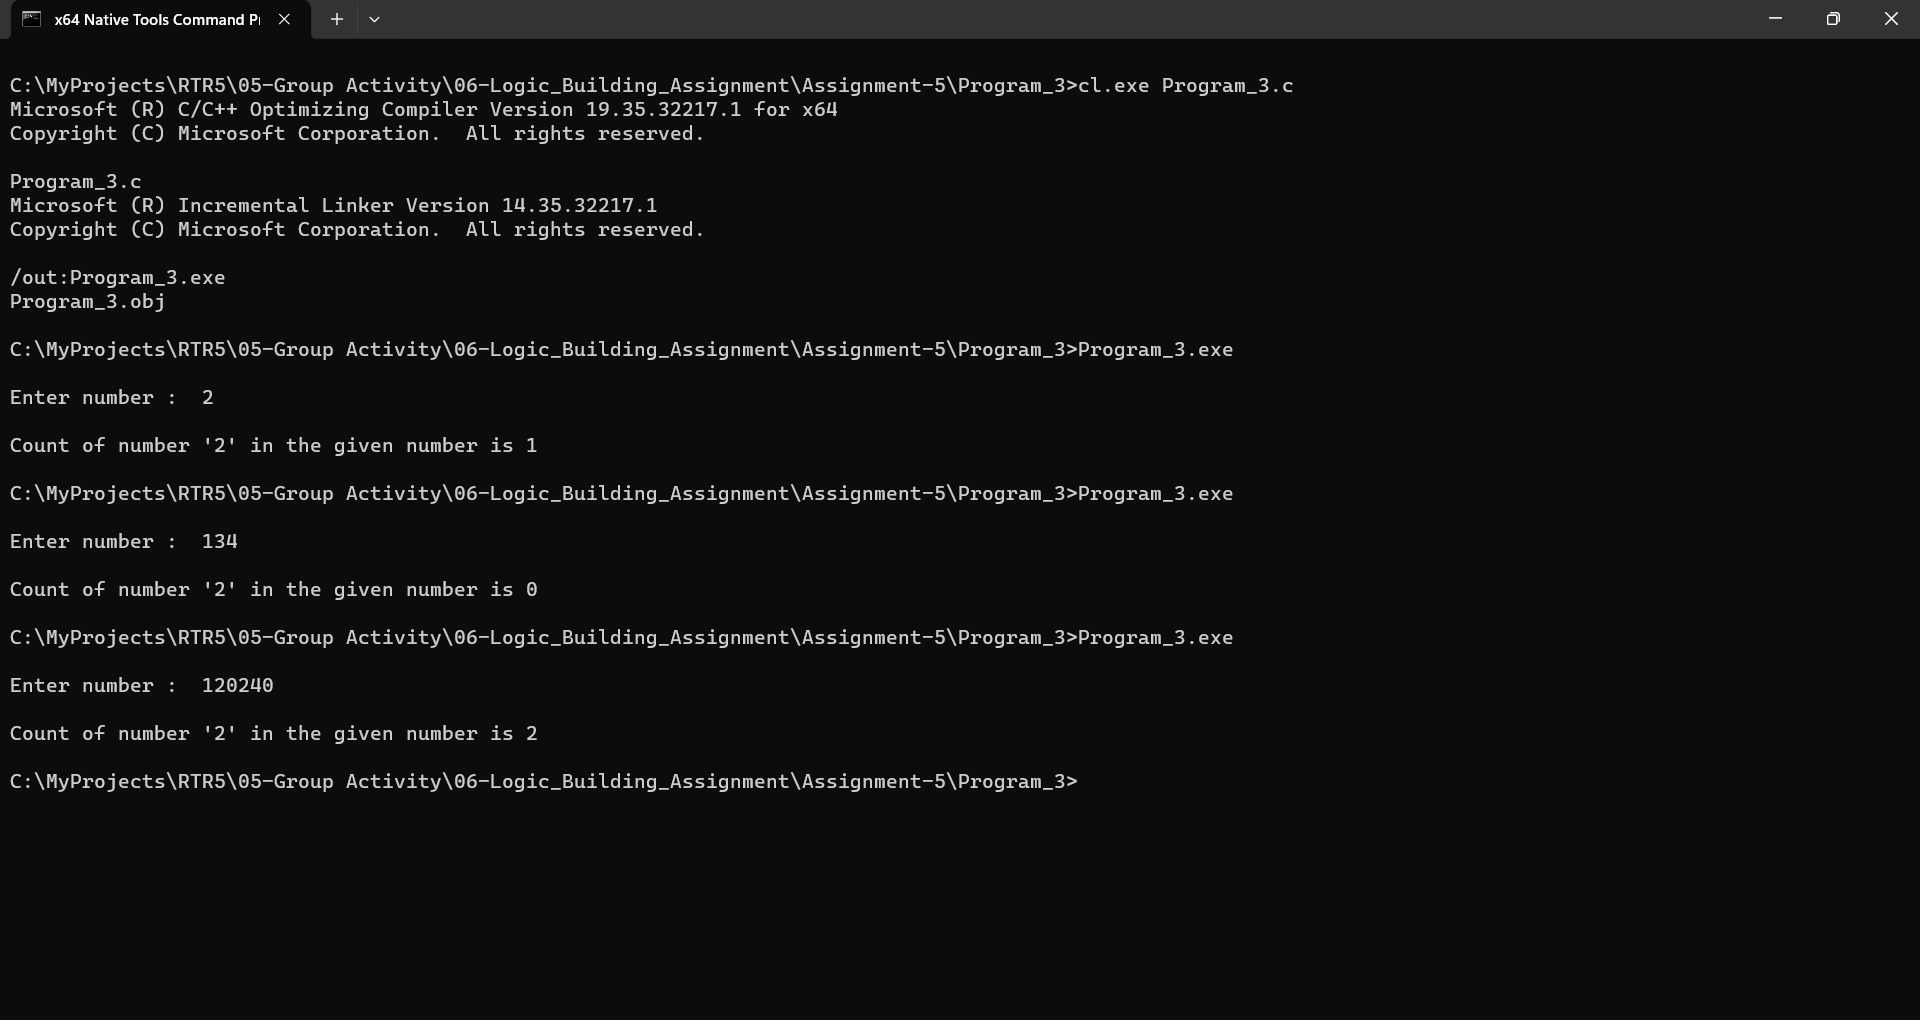 x64 Native Tools Command P
C:\MyProjects\RTR5\05-Group Activity\06-Logic_Building_Assignment\Assignment-5\Program_3>cl.exe Program_3.c
Microsoft (R) C/C++ Optimizing Compiler Version 19.35.32217.1 for x64
Copyright (C) Microsoft Corporation.  All rights reserved.
Program_3.c
Microsoft (R) Incremental Linker Version 14.35.32217.1
Copyright (C) Microsoft Corporation.  All rights reserved.
/out:Program_3.exe
Program_3.obj
C:\MyProjects\RTR5\05-Group Activity\06-Logic_Building_Assignment\Assignment-5\Program_3>Program_3.exe
Enter number :  2
Count of number '2' in the given number is 1
C:\MyProjects\RTR5\05-Group Activity\06-Logic_Building_Assignment\Assignment-5\Program_3>Program_3.exe
Enter number :  134
Count of number '2' in the given number is 0
C:\MyProjects\RTR5\05-Group Activity\06-Logic_Building_Assignment\Assignment-5\Program_3>Program_3.exe
Enter number :  120240
Count of number '2' in the given number is 2
C:\MyProjects\RTR5\05-Group Activity\06-Logic_Building_Assignment\Assignment-5\Program_3>